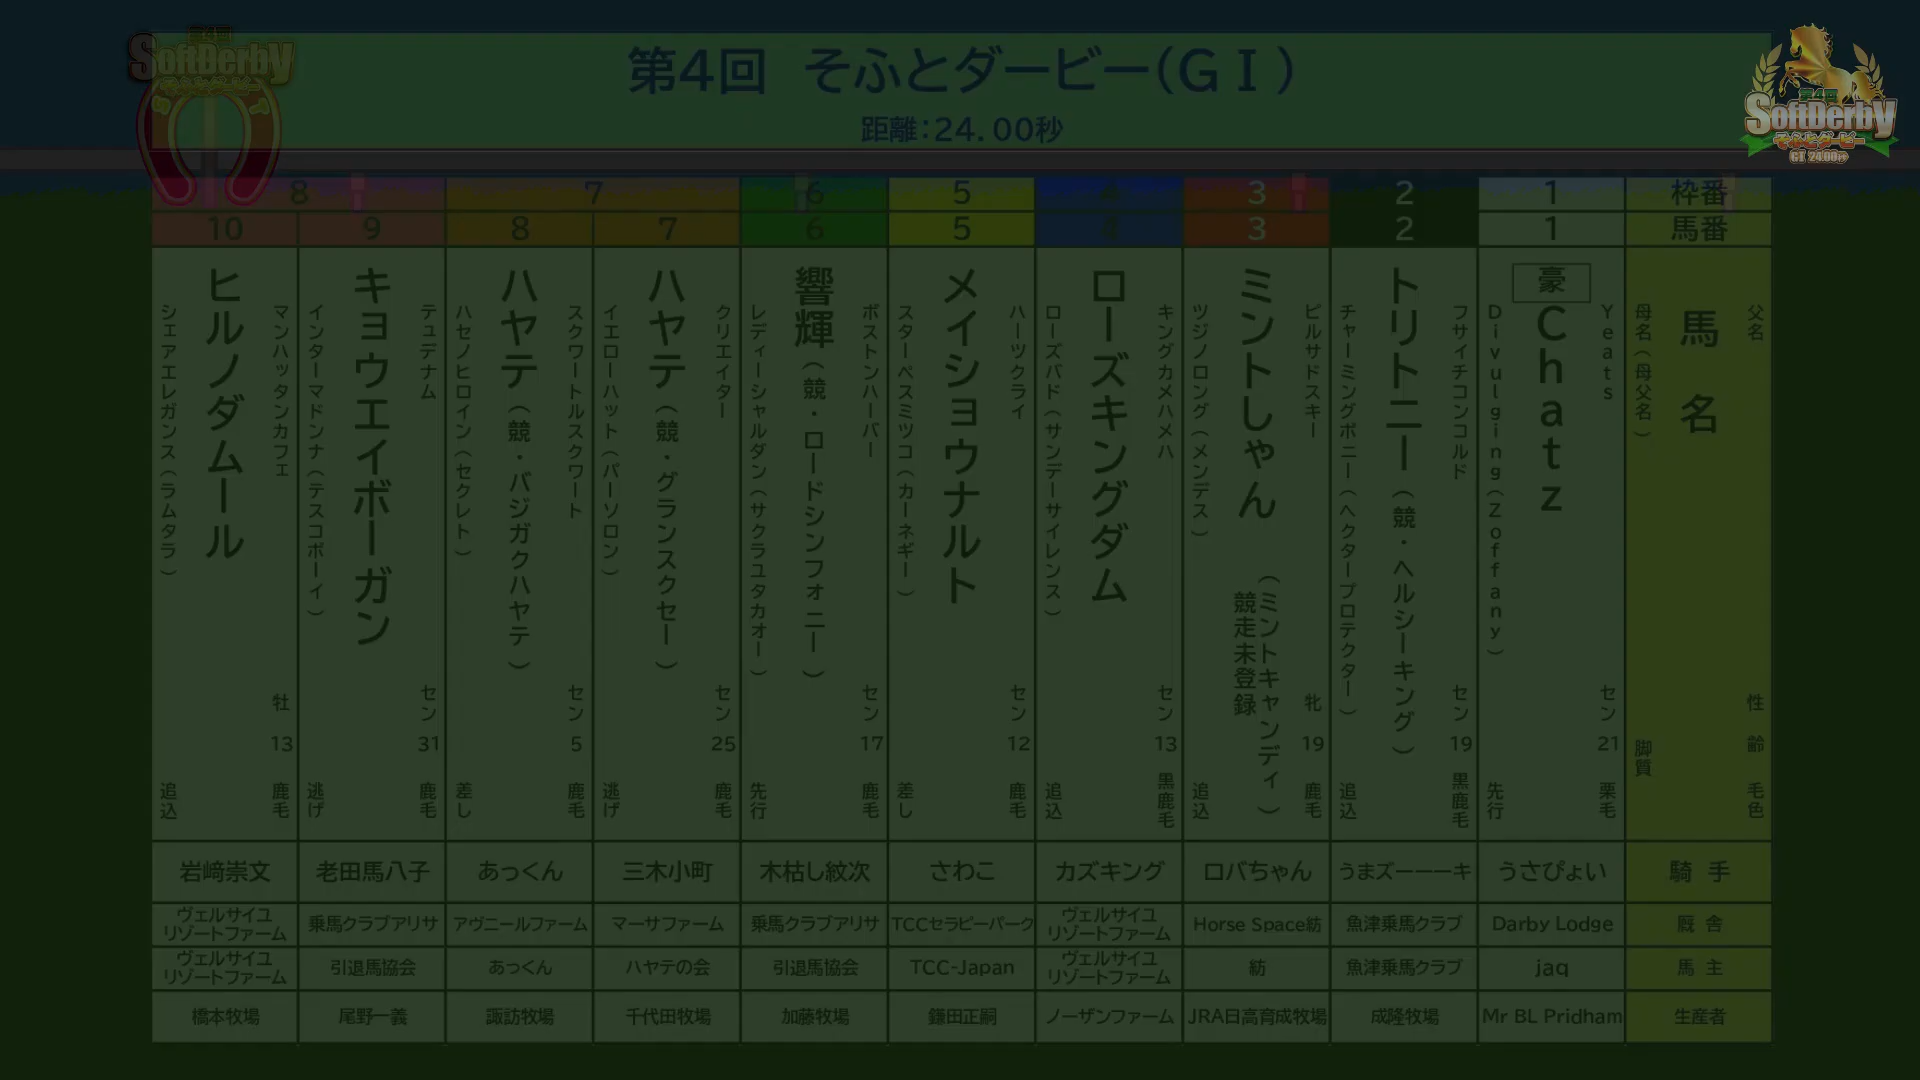 第4回 そふとダービー(GⅠ)
距離:24.00秒
SoftDerby
第4回
SoftDerby
そふとダービー
GI 24.00秒
枠番
1
2
3
5
6
7
8
馬番
1
2
3
4
5
6
7
8
9
10
父名
馬名
母名(母父名)
性 齢 毛色
脚質
騎手
厩舎
馬主
生産者
Yeats
豪
Chatz
Divulging(Zoffany)
セン 21 栗毛
先行
うさぴょい
Darby Lodge
jaq
Mr BL Pridham
フサイチコンコルド
トリトニー(競・ヘルシーキング)
チャーミングポニー(ヘクタープロテクター)
セン 19 黒鹿毛
追込
うまズーーーキ
魚津乗馬クラブ
魚津乗馬クラブ
成隆牧場
ピルサドスキー
ミントしゃん
(ミントキャンディ)
競走未登録
ツジノロング(メンデス)
牝 19 鹿毛
追込
ロバちゃん
Horse Space紡
紡
JRA日高育成牧場
キングカメハメハ
ローズキングダム
ローズバド(サンデーサイレンス)
セン 13 黒鹿毛
追込
カズキング
ヴェルサイユ
リゾートファーム
ヴェルサイユ
リゾートファーム
ノーザンファーム
ハーツクライ
メイショウナルト
スターペスミツコ(カーネギー)
セン 12 鹿毛
差し
さわこ
TCCセラピーパーク
TCC-Japan
鎌田正嗣
ボストンハーバー
響輝(競・ロードシンフォニー)
レディーシャルダン(サクラユタカオー)
セン 17 鹿毛
先行
木枯し紋次
乗馬クラブアリサ
引退馬協会
加藤牧場
クリエイター
ハヤテ(競・グランスクセー)
イエローハット(パーソロン)
セン 25 鹿毛
逃げ
三木小町
マーサファーム
ハヤテの会
千代田牧場
スクワートルスクワート
ハヤテ(競・バジガクハヤテ)
ハセノヒロイン(セクレト)
セン 5 鹿毛
差し
あっくん
アヴニールファーム
あっくん
諏訪牧場
テュデナム
キョウエイボーガン
インターマドンナ(テスコボーイ)
セン 31 鹿毛
逃げ
老田馬八子
乗馬クラブアリサ
引退馬協会
尾野一義
マンハッタンカフェ
ヒルノダムール
シェアエレガンス(ラムタラ)
牡 13 鹿毛
追込
岩﨑崇文
ヴェルサイユ
リゾートファーム
ヴェルサイユ
リゾートファーム
橋本牧場